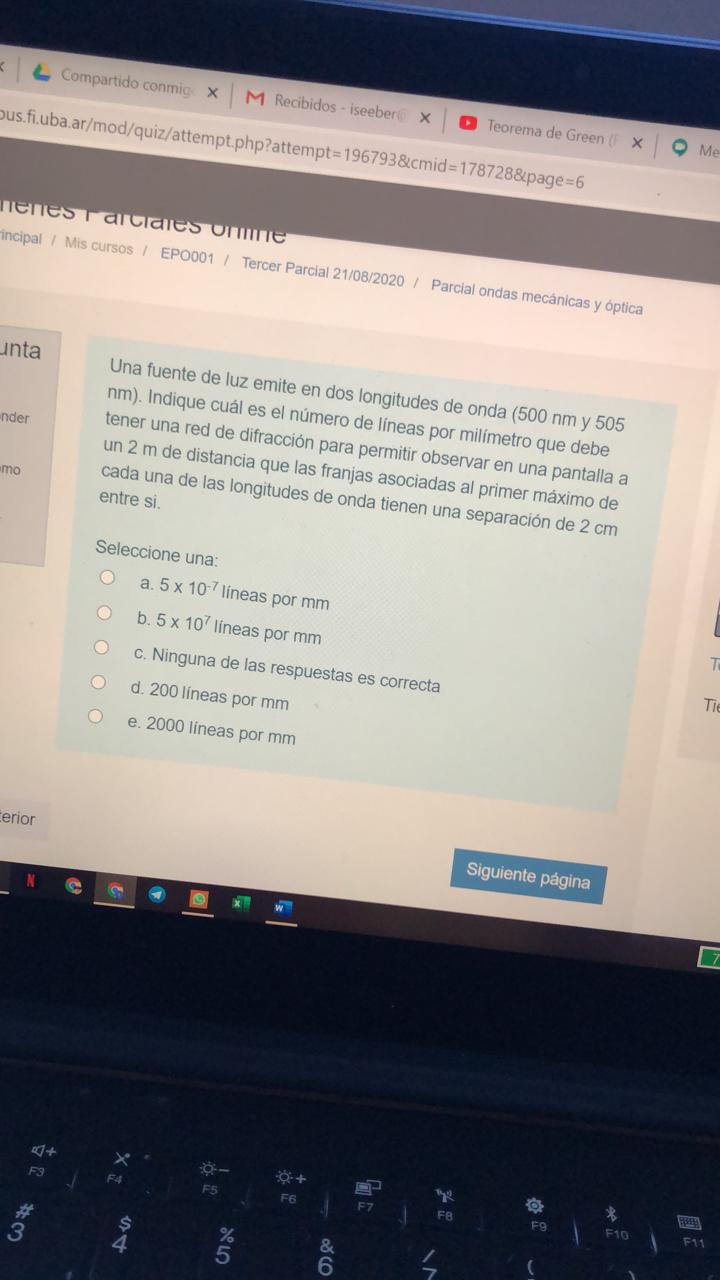 Compartido conmig
Recibidos - iseeber@
Teorema de Green (
Me
ous.fi.uba.ar/mod/quiz/attempt.php?attempt=196793&cmid=178728&page=6
Parciales online
rincipal / Mis cursos / EPO001 / Tercer Parcial 21/08/2020 / Parcial ondas mecánicas y óptica
unta
nder
omo
Una fuente de luz emite en dos longitudes de onda (500 nm y 505
nm). Indique cuál es el número de líneas por milímetro que debe
tener una red de difracción para permitir observar en una pantalla a
un 2 m de distancia que las franjas asociadas al primer máximo de
cada una de las longitudes de onda tienen una separación de 2 cm
entre si.
Seleccione una:
a. 5 x 10⁻⁷ líneas por mm
b. 5 x 10⁷ líneas por mm
c. Ninguna de las respuestas es correcta
d. 200 líneas por mm
e. 2000 líneas por mm
Tie
terior
Siguiente página
N
W
7
F3
F4
F5
F6
F7
F8
F9
F10
F11
#
3
$
4
%
5
&
6
/
7
(